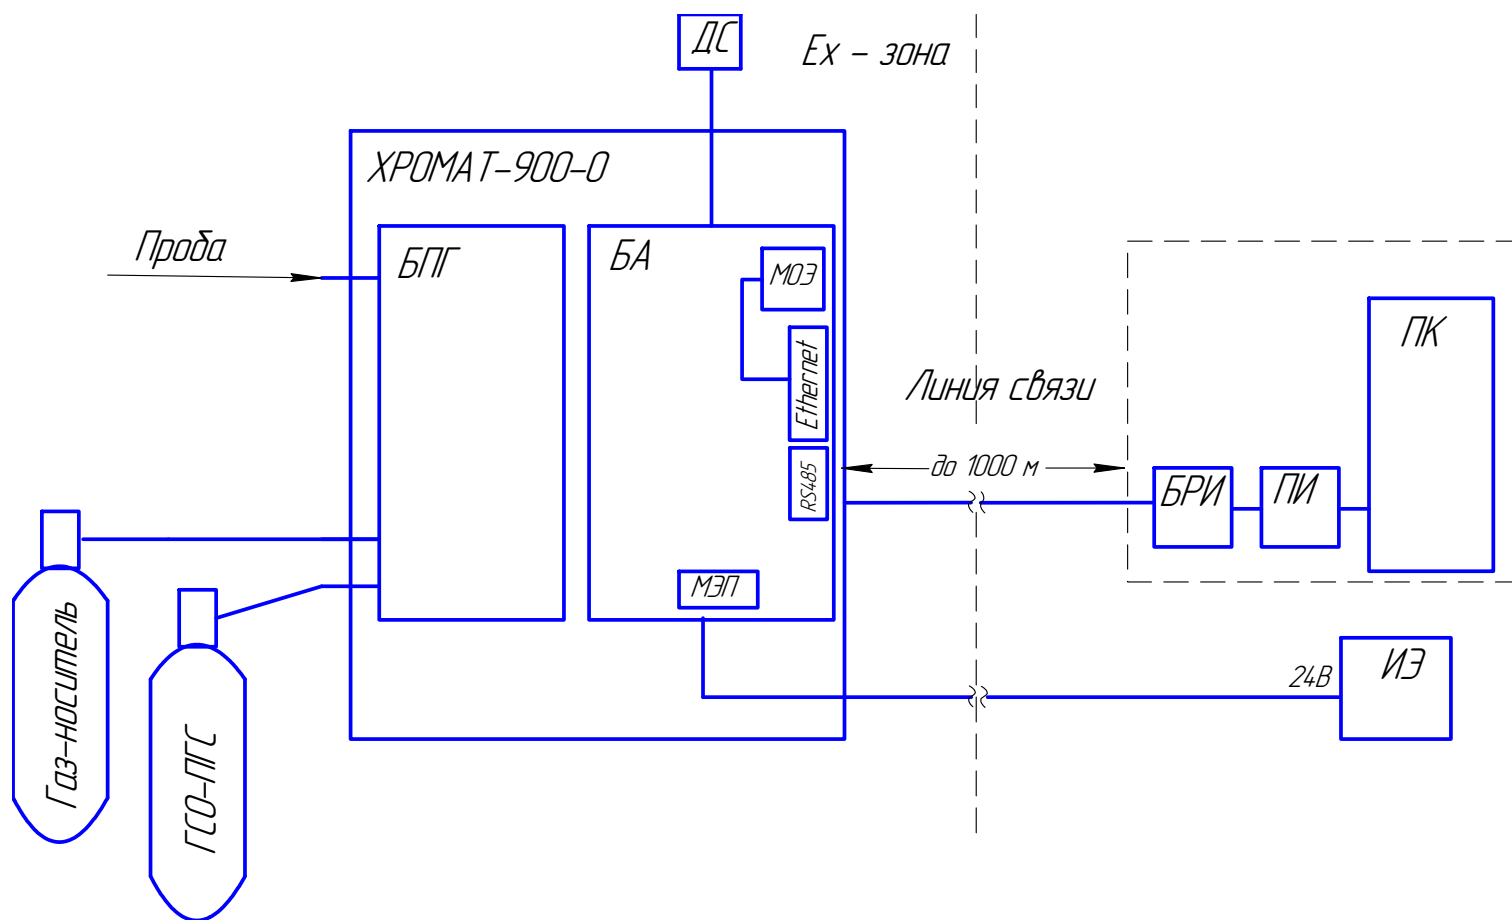 ДС
Ex – зона
ХРОМАТ-900-0
Проба
БПГ
БА
МОЭ
Ethernet
RS485
МЭП
Линия связи
до 1000 м
ПК
БРИ
ПИ
24В
ИЭ
Газ-носитель
ГСО-ПГС